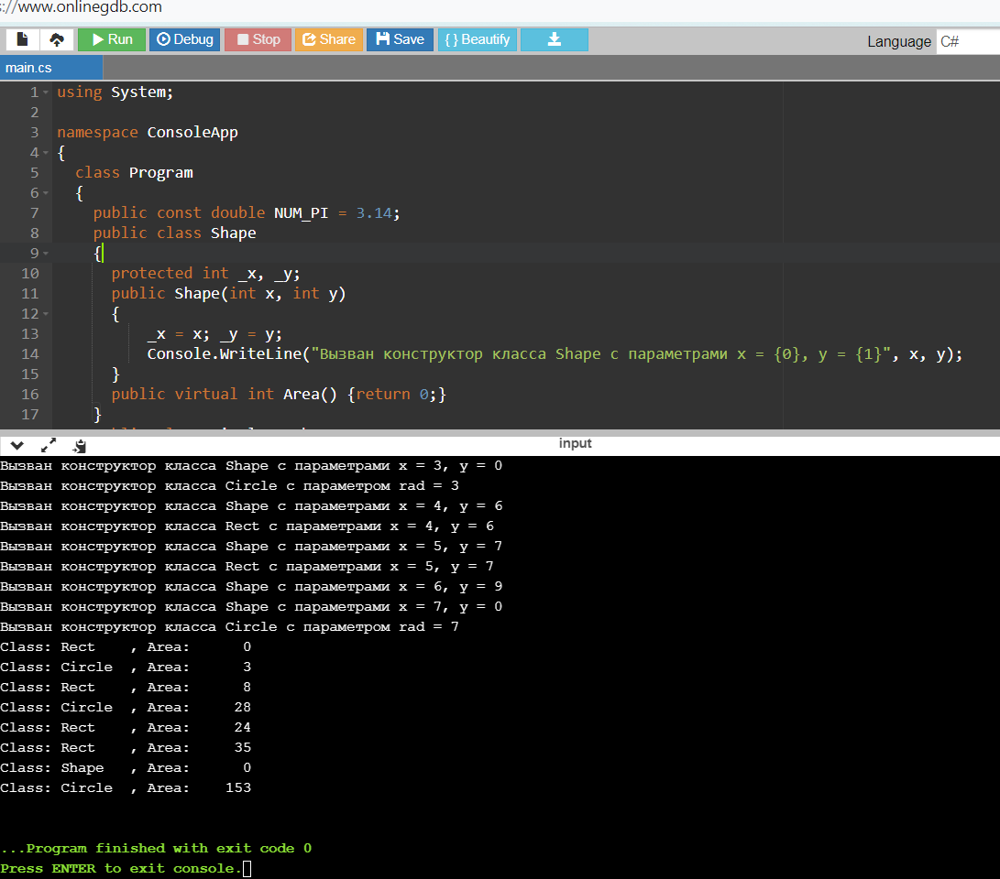 s://www.onlinegdb.com
Run Debug Stop Share Save {} Beautify Language C#
main.cs
1 using System;
2
3 namespace ConsoleApp
4 {
5 class Program
6 {
7 public const double NUM_PI = 3.14;
8 public class Shape
9 {
10 protected int _x, _y;
11 public Shape(int x, int y)
12 {
13 _x = x; _y = y;
14 Console.WriteLine("Вызван конструктор класса Shape с параметрами x = {0}, y = {1}", x, y);
15 }
16 public virtual int Area() {return 0;}
17 }
input
Вызван конструктор класса Shape с параметрами x = 3, y = 0
Вызван конструктор класса Circle с параметром rad = 3
Вызван конструктор класса Shape с параметрами x = 4, y = 6
Вызван конструктор класса Rect с параметрами x = 4, y = 6
Вызван конструктор класса Shape с параметрами x = 5, y = 7
Вызван конструктор класса Rect с параметрами x = 5, y = 7
Вызван конструктор класса Shape с параметрами x = 6, y = 9
Вызван конструктор класса Shape с параметрами x = 7, y = 0
Вызван конструктор класса Circle с параметром rad = 7
Class: Rect    , Area:      0
Class: Circle  , Area:      3
Class: Rect    , Area:      8
Class: Circle  , Area:     28
Class: Rect    , Area:     24
Class: Rect    , Area:     35
Class: Shape   , Area:      0
Class: Circle  , Area:    153
...Program finished with exit code 0
Press ENTER to exit console.